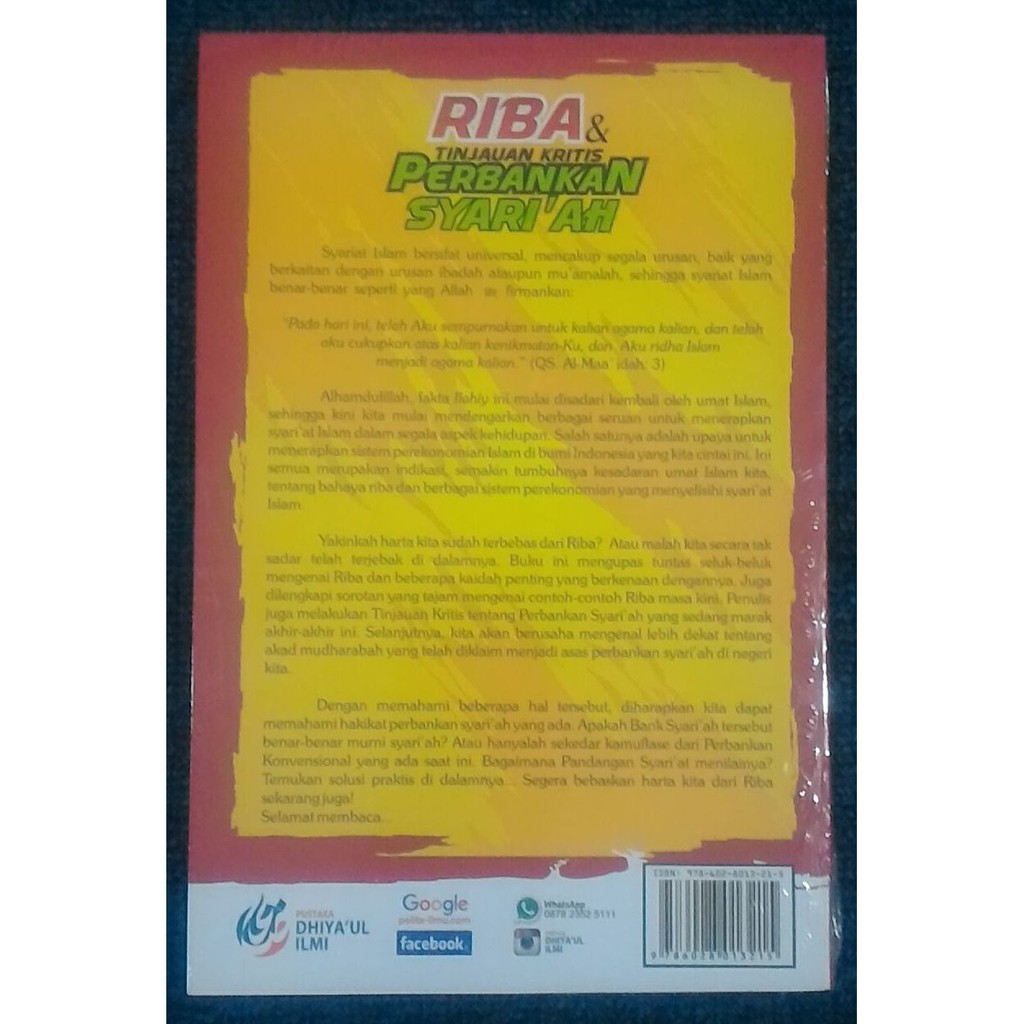 RIBA &
TINJAUAN KRITIS
PERBANKAN
SYARI'AH
Syariat Islam bersifat universal, mencakup segala urusan, baik yang
berkaitan dengan urusan ibadah ataupun mu'amalah, sehingga syariat Islam
benar-benar seperti yang Allah ﷻ firmankan:
"Pada hari ini, telah Aku sempurnakan untuk kalian agama kalian, dan telah
aku cukupkan atas kalian kenikmatan-Ku, dan Aku ridha Islam
menjadi agama kalian." (QS. Al-Maa'idah: 3)
Alhamdulillah, fakta Ilahiy ini mulai disadari kembali oleh umat Islam,
sehingga kini kita mulai mendengarkan berbagai seruan untuk menerapkan
syari'at Islam dalam segala aspek kehidupan. Salah satunya adalah upaya untuk
menerapkan sistem perekonomian Islam di bumi Indonesia yang kita cintai ini. Ini
semua merupakan indikasi, semakin tumbuhnya kesadaran umat Islam kita,
tentang bahaya riba dan berbagai sistem perekonomian yang menyelisihi syari'at
Islam.
Yakinkah harta kita sudah terbebas dari Riba? Atau malah kita secara tak
sadar telah terjebak di dalamnya. Buku ini mengupas tuntas seluk-beluk
mengenai Riba dan beberapa kaidah penting yang berkenaan dengannya. Juga
dilengkapi sorotan yang tajam mengenai contoh-contoh Riba masa kini. Penulis
juga melakukan Tinjauan Kritis tentang Perbankan Syari'ah yang sedang marak
akhir-akhir ini. Selanjutnya, kita akan berusaha mengenal lebih dekat tentang
akad mudharabah yang telah diklaim menjadi asas perbankan syari'ah di negeri
kita.
Dengan memahami beberapa hal tersebut, diharapkan kita dapat
memahami hakikat perbankan syari'ah yang ada. Apakah Bank Syari'ah tersebut
benar-benar murni syari'ah? Atau hanyalah sekedar kamuflase dari Perbankan
Konvensional yang ada saat ini. Bagaimana Pandangan Syari'at menilainya?
Temukan solusi praktis di dalamnya... Segera bebaskan harta kita dari Riba
sekarang juga!
Selamat membaca.
PUSTAKA
DHIYA'UL
ILMI
Google
facebook
WhatsApp
0878 2352 5111
DHIYA'UL
ILMI
ISBN: 978-602-8013-21-5
9 786028 013215